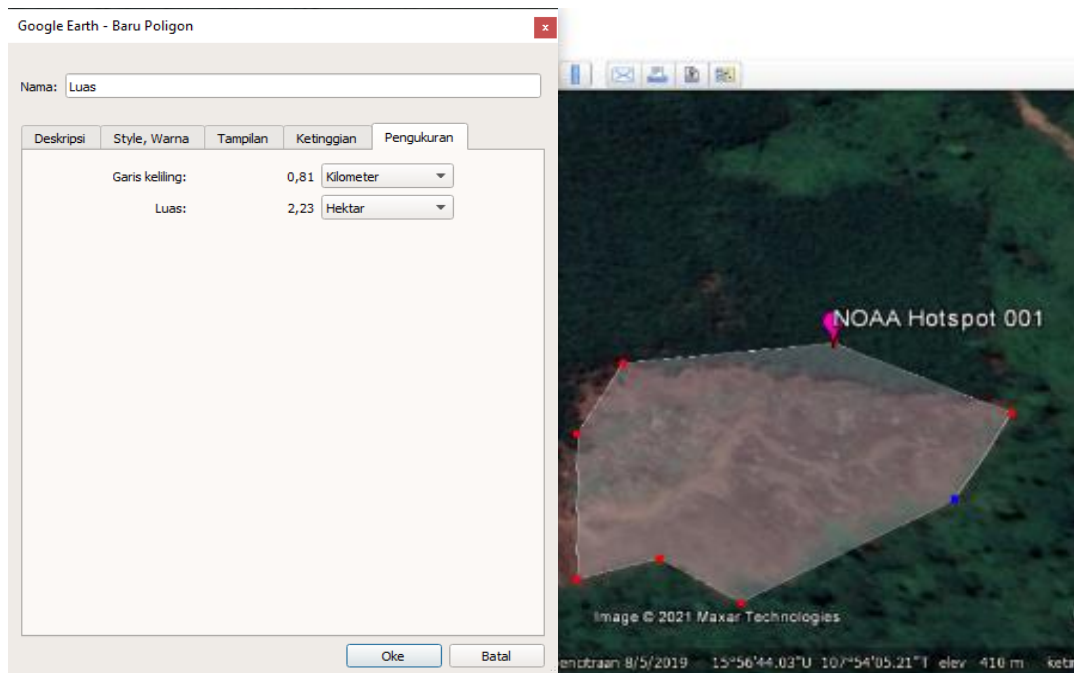 Google Earth - Baru Poligon
x
Nama: Luas
Deskripsi Style, Warna Tampilan Ketinggian Pengukuran
Garis keliling: 0,81 Kilometer
Luas: 2,23 Hektar
Oke Batal
NOAA Hotspot 001
Image © 2021 Maxar Technologies
8/5/2019 15°56'44.03"U 107°54'05.21"T elev 410 m